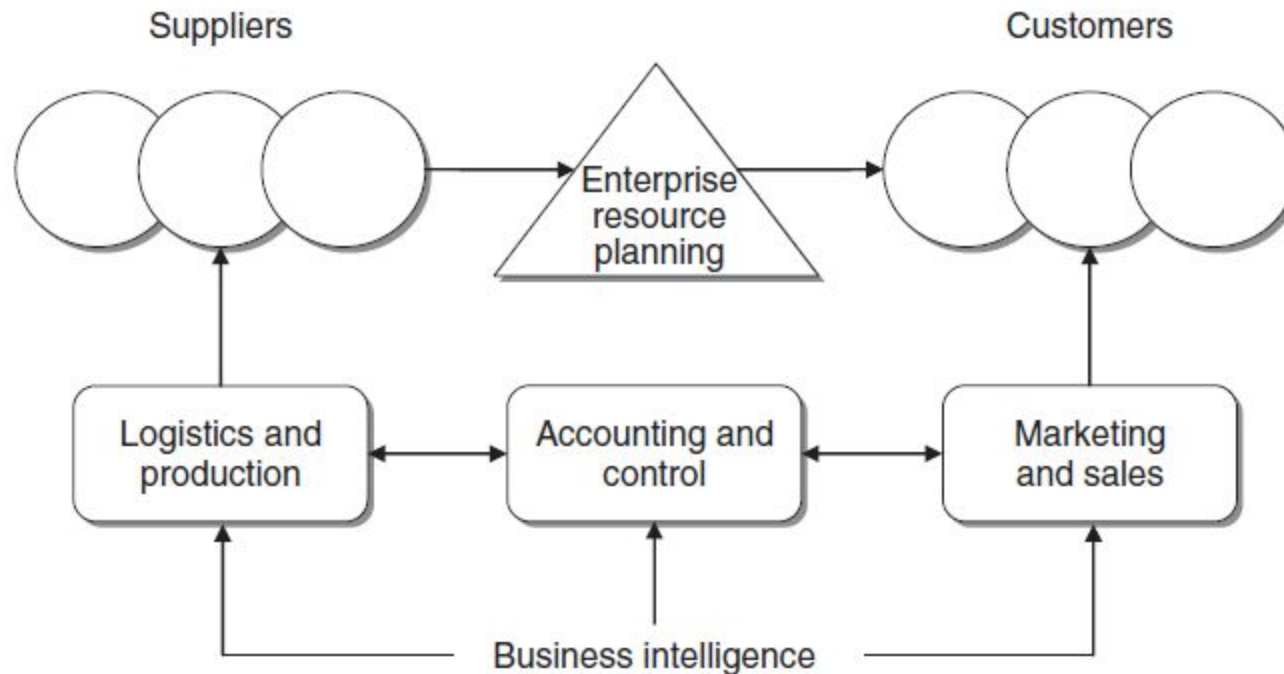 Suppliers
Customers
Enterprise
resource
planning
Logistics and
production
Accounting and
control
Marketing
and sales
Business intelligence